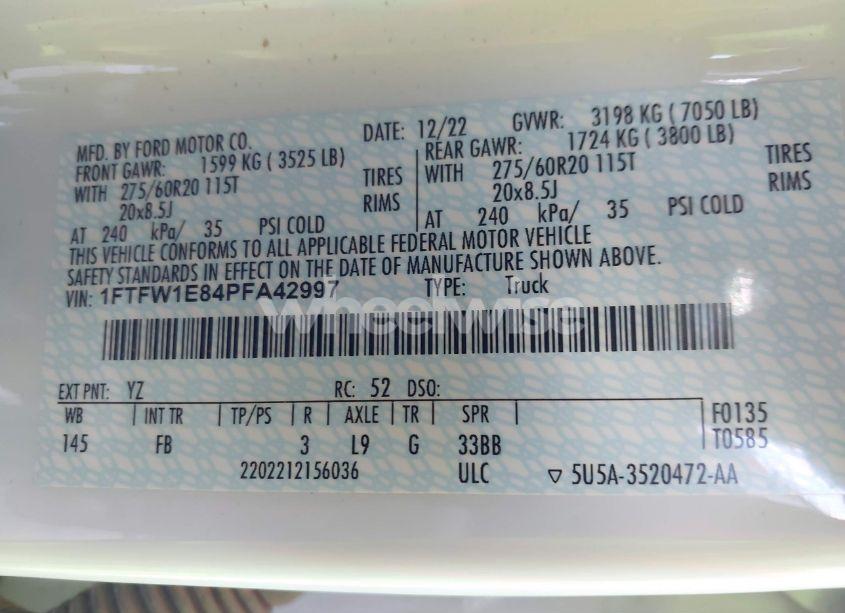 MFD. BY FORD MOTOR CO. DATE: 12/22 GVWR: 3198 KG ( 7050 LB)
FRONT GAWR: 1599 KG ( 3525 LB) REAR GAWR: 1724 KG ( 3800 LB)
WITH 275/60R20 115T TIRES WITH 275/60R20 115T TIRES
20x8.5J RIMS 20x8.5J RIMS
AT 240 kPa/ 35 PSI COLD AT 240 kPa/ 35 PSI COLD
THIS VEHICLE CONFORMS TO ALL APPLICABLE FEDERAL MOTOR VEHICLE
SAFETY STANDARDS IN EFFECT ON THE DATE OF MANUFACTURE SHOWN ABOVE.
VIN: 1FTFW1E84PFA42997 TYPE: Truck
wheelwise
EXT PNT: YZ RC: 52 DSO:
WB INT TR TP/PS R AXLE TR SPR F0135
145 FB 3 L9 G 33BB T0585
2202212156036 ULC ▽ 5U5A-3520472-AA